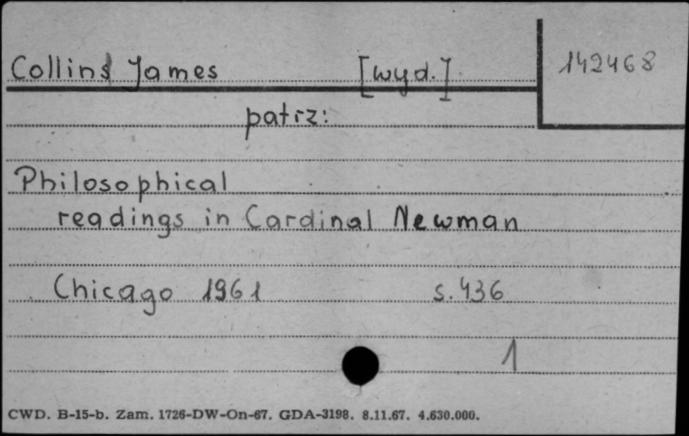 Collins James [wyd.] 142468
patrz:
Philosophical
readings in Cardinal Newman
Chicago 1961 s.436
1
CWD. B-15-b. Zam. 1726-DW-On-67. GDA-3198. 8.11.67. 4.630.000.